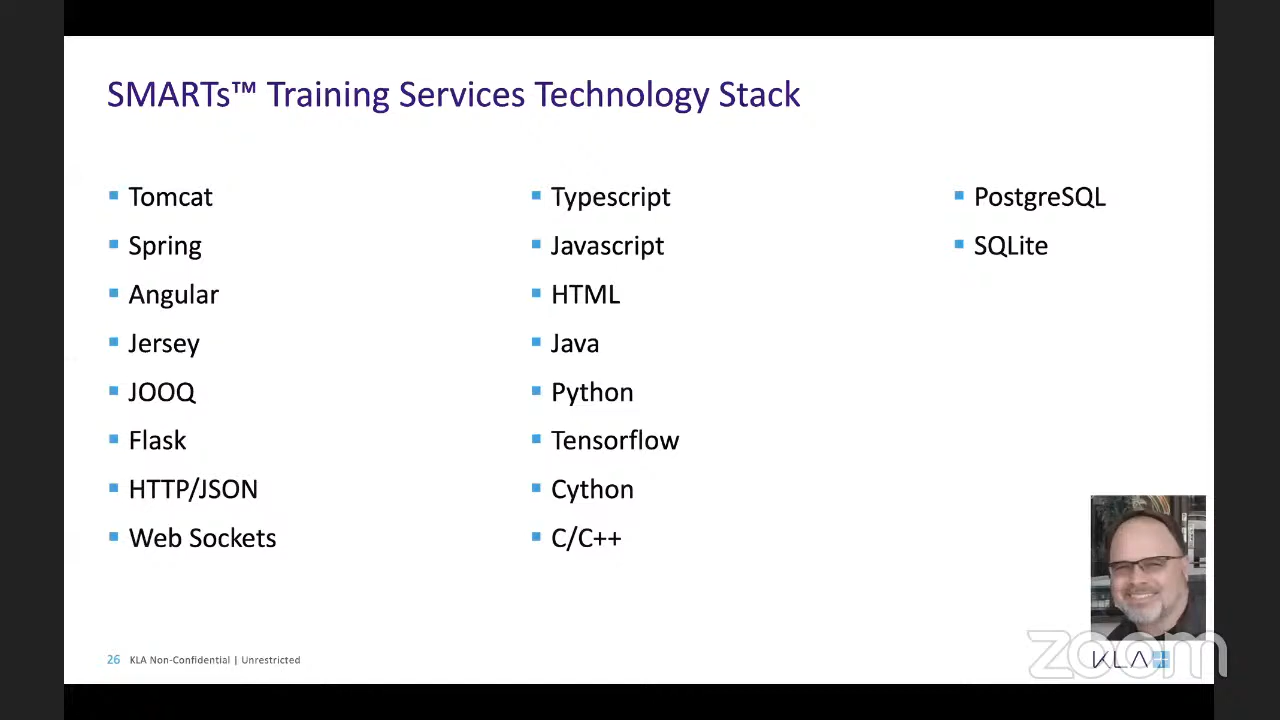 SMARTs™ Training Services Technology Stack
Tomcat
Spring
Angular
Jersey
JOOQ
Flask
HTTP/JSON
Web Sockets
Typescript
Javascript
HTML
Java
Python
Tensorflow
Cython
C/C++
PostgreSQL
SQLite
26 KLA Non-Confidential | Unrestricted
KLA
zoom